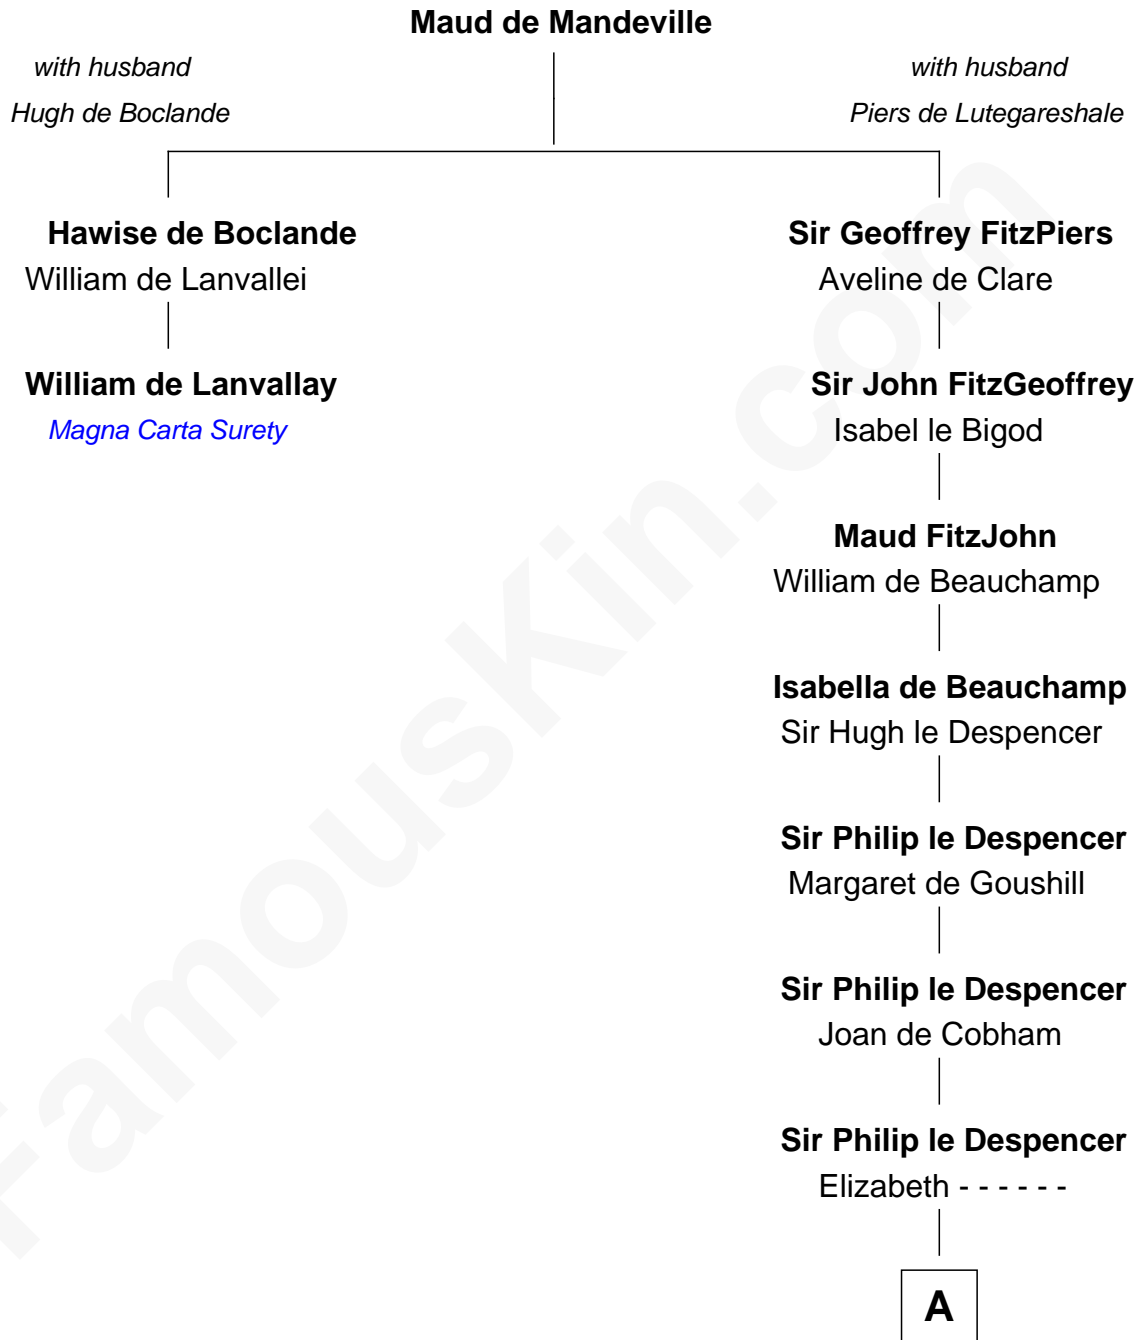 Maud de Mandeville
with husband
Hugh de Boclande
with husband
Piers de Lutegareshale
Hawise de Boclande
William de Lanvallei
William de Lanvallay
Magna Carta Surety
Sir Geoffrey FitzPiers
Aveline de Clare
Sir John FitzGeoffrey
Isabel le Bigod
Maud FitzJohn
William de Beauchamp
Isabella de Beauchamp
Sir Hugh le Despencer
Sir Philip le Despencer
Margaret de Goushill
Sir Philip le Despencer
Joan de Cobham
Sir Philip le Despencer
Elizabeth - - - - - -
A
FamousKin.com